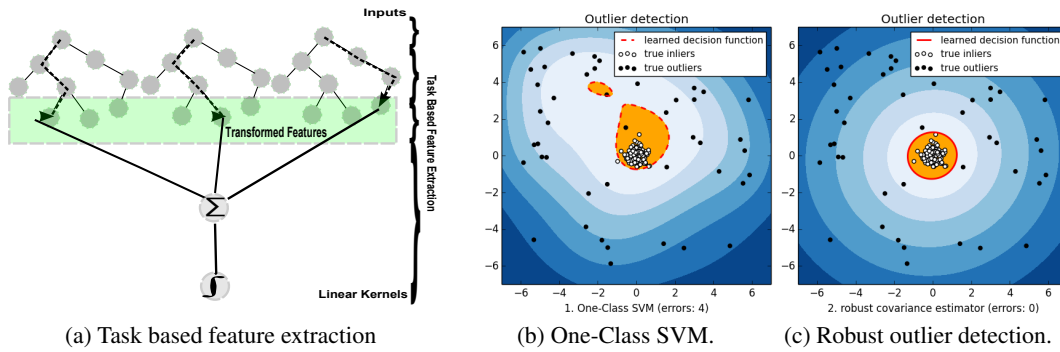 Inputs
Task Based Feature Extraction
Transformed Features
Σ
∫
Linear Kernels
(a) Task based feature extraction
Outlier detection
learned decision function
true inliers
true outliers
6
4
2
0
−2
−4
−6
−6 −4 −2 0 2 4 6
1. One-Class SVM (errors: 4)
(b) One-Class SVM.
Outlier detection
learned decision function
true inliers
true outliers
6
4
2
0
−2
−4
−6
−6 −4 −2 0 2 4 6
2. robust covariance estimator (errors: 0)
(c) Robust outlier detection.